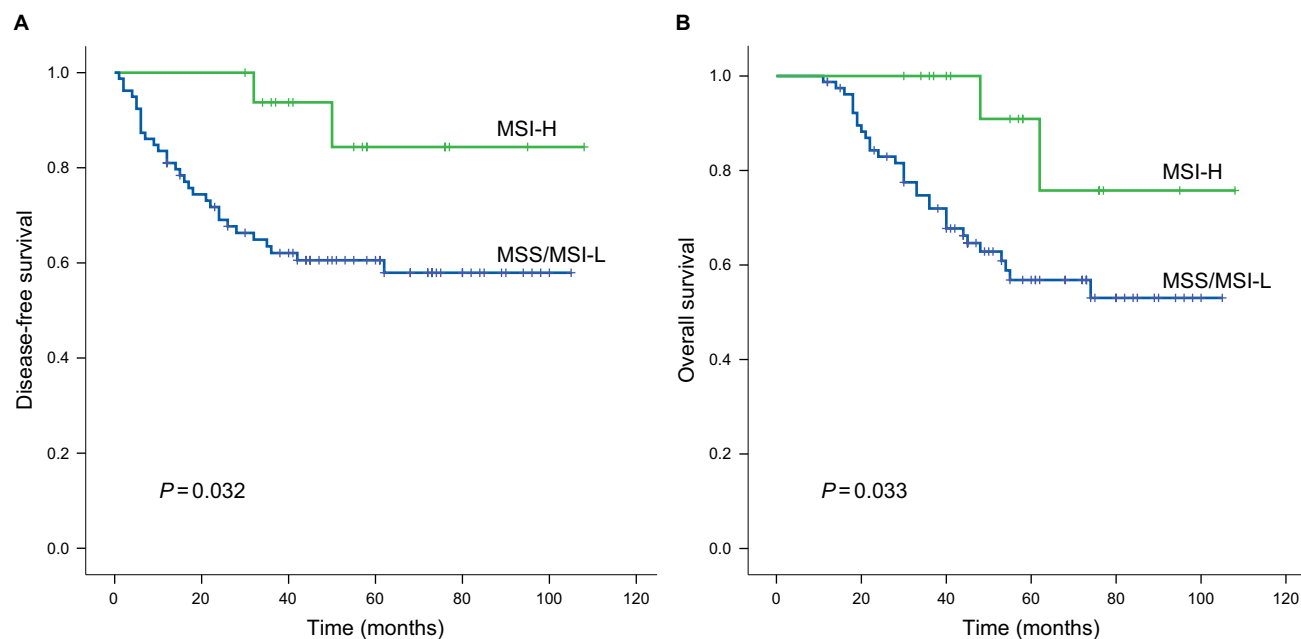 A
Disease-free survival
1.0
0.8
0.6
0.4
0.2
0.0
MSI-H
MSS/MSI-L
P=0.032
0 20 40 60 80 100 120
Time (months)
B
Overall survival
1.0
0.8
0.6
0.4
0.2
0.0
MSI-H
MSS/MSI-L
P=0.033
0 20 40 60 80 100 120
Time (months)